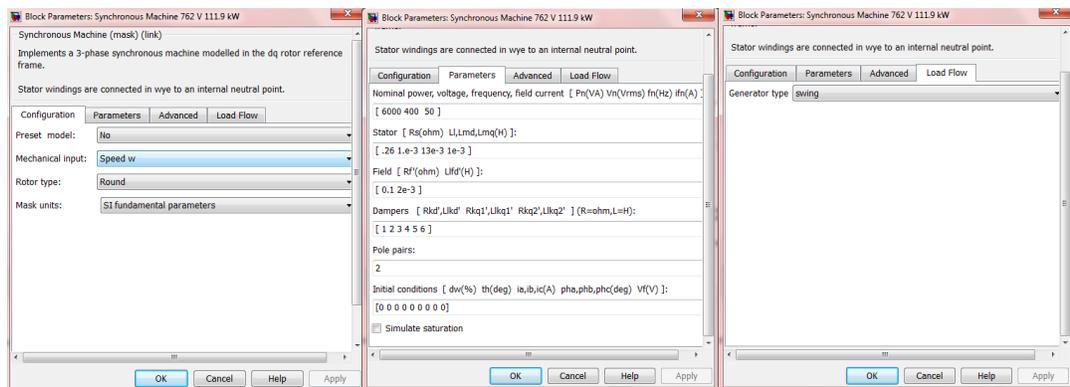 Block Parameters: Synchronous Machine 762 V 111.9 kW
Synchronous Machine (mask) (link)
Implements a 3-phase synchronous machine modelled in the dq rotor reference
frame.
Stator windings are connected in wye to an internal neutral point.
Configuration Parameters Advanced Load Flow
Preset model: No
Mechanical input: Speed w
Rotor type: Round
Mask units: SI fundamental parameters
OK Cancel Help Apply
Block Parameters: Synchronous Machine 762 V 111.9 kW
Stator windings are connected in wye to an internal neutral point.
Configuration Parameters Advanced Load Flow
Nominal power, voltage, frequency, field current [ Pn(VA) Vn(Vrms) fn(Hz) ifn(A) ]
[ 6000 400 50 ]
Stator [ Rs(ohm) Ll,Lmd,Lmq(H) ]:
[ .26 1.e-3 13e-3 1e-3 ]
Field [ Rf'(ohm) Llfd'(H) ]:
[ 0.1 2e-3 ]
Dampers [ Rkd',Llkd' Rkq1',Llkq1' Rkq2',Llkq2' ] (R=ohm,L=H):
[ 1 2 3 4 5 6 ]
Pole pairs:
2
Initial conditions [ dw(%) th(deg) ia,ib,ic(A) pha,phb,phc(deg) Vf(V) ]:
[0 0 0 0 0 0 0 0 0]
Simulate saturation
OK Cancel Help Apply
Block Parameters: Synchronous Machine 762 V 111.9 kW
Stator windings are connected in wye to an internal neutral point.
Configuration Parameters Advanced Load Flow
Generator type swing
OK Cancel Help Apply